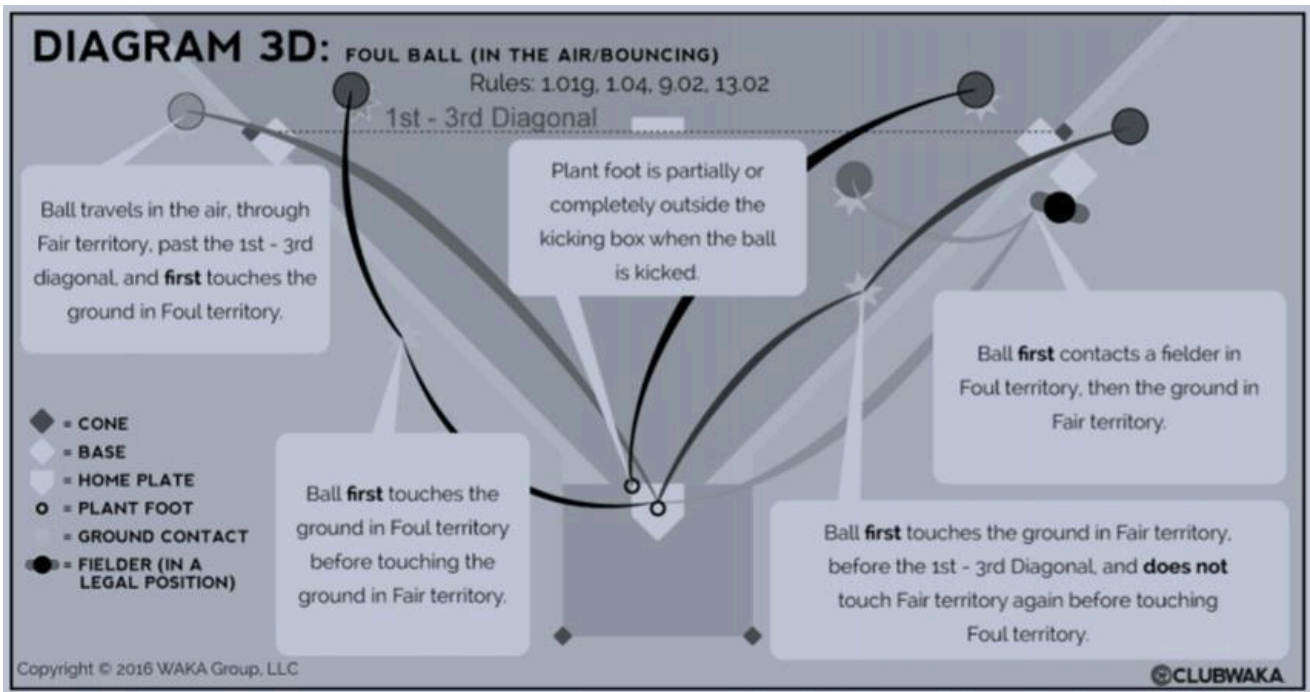 DIAGRAM 3D: FOUL BALL (IN THE AIR/BOUNCING)
Rules: 1.01g, 1.04, 9.02, 13.02
1st - 3rd Diagonal
Ball travels in the air, through
Fair territory, past the 1st - 3rd
diagonal, and first touches the
ground in Foul territory.
Plant foot is partially or
completely outside the
kicking box when the ball
is kicked.
Ball first contacts a fielder in
Foul territory, then the ground in
Fair territory.
= CONE
= BASE
= HOME PLATE
= PLANT FOOT
= GROUND CONTACT
= FIELDER (IN A
LEGAL POSITION)
Ball first touches the
ground in Foul territory
before touching the
ground in Fair territory.
Ball first touches the ground in Fair territory,
before the 1st - 3rd Diagonal, and does not
touch Fair territory again before touching
Foul territory.
Copyright © 2016 WAKA Group, LLC
CLUBWAKA